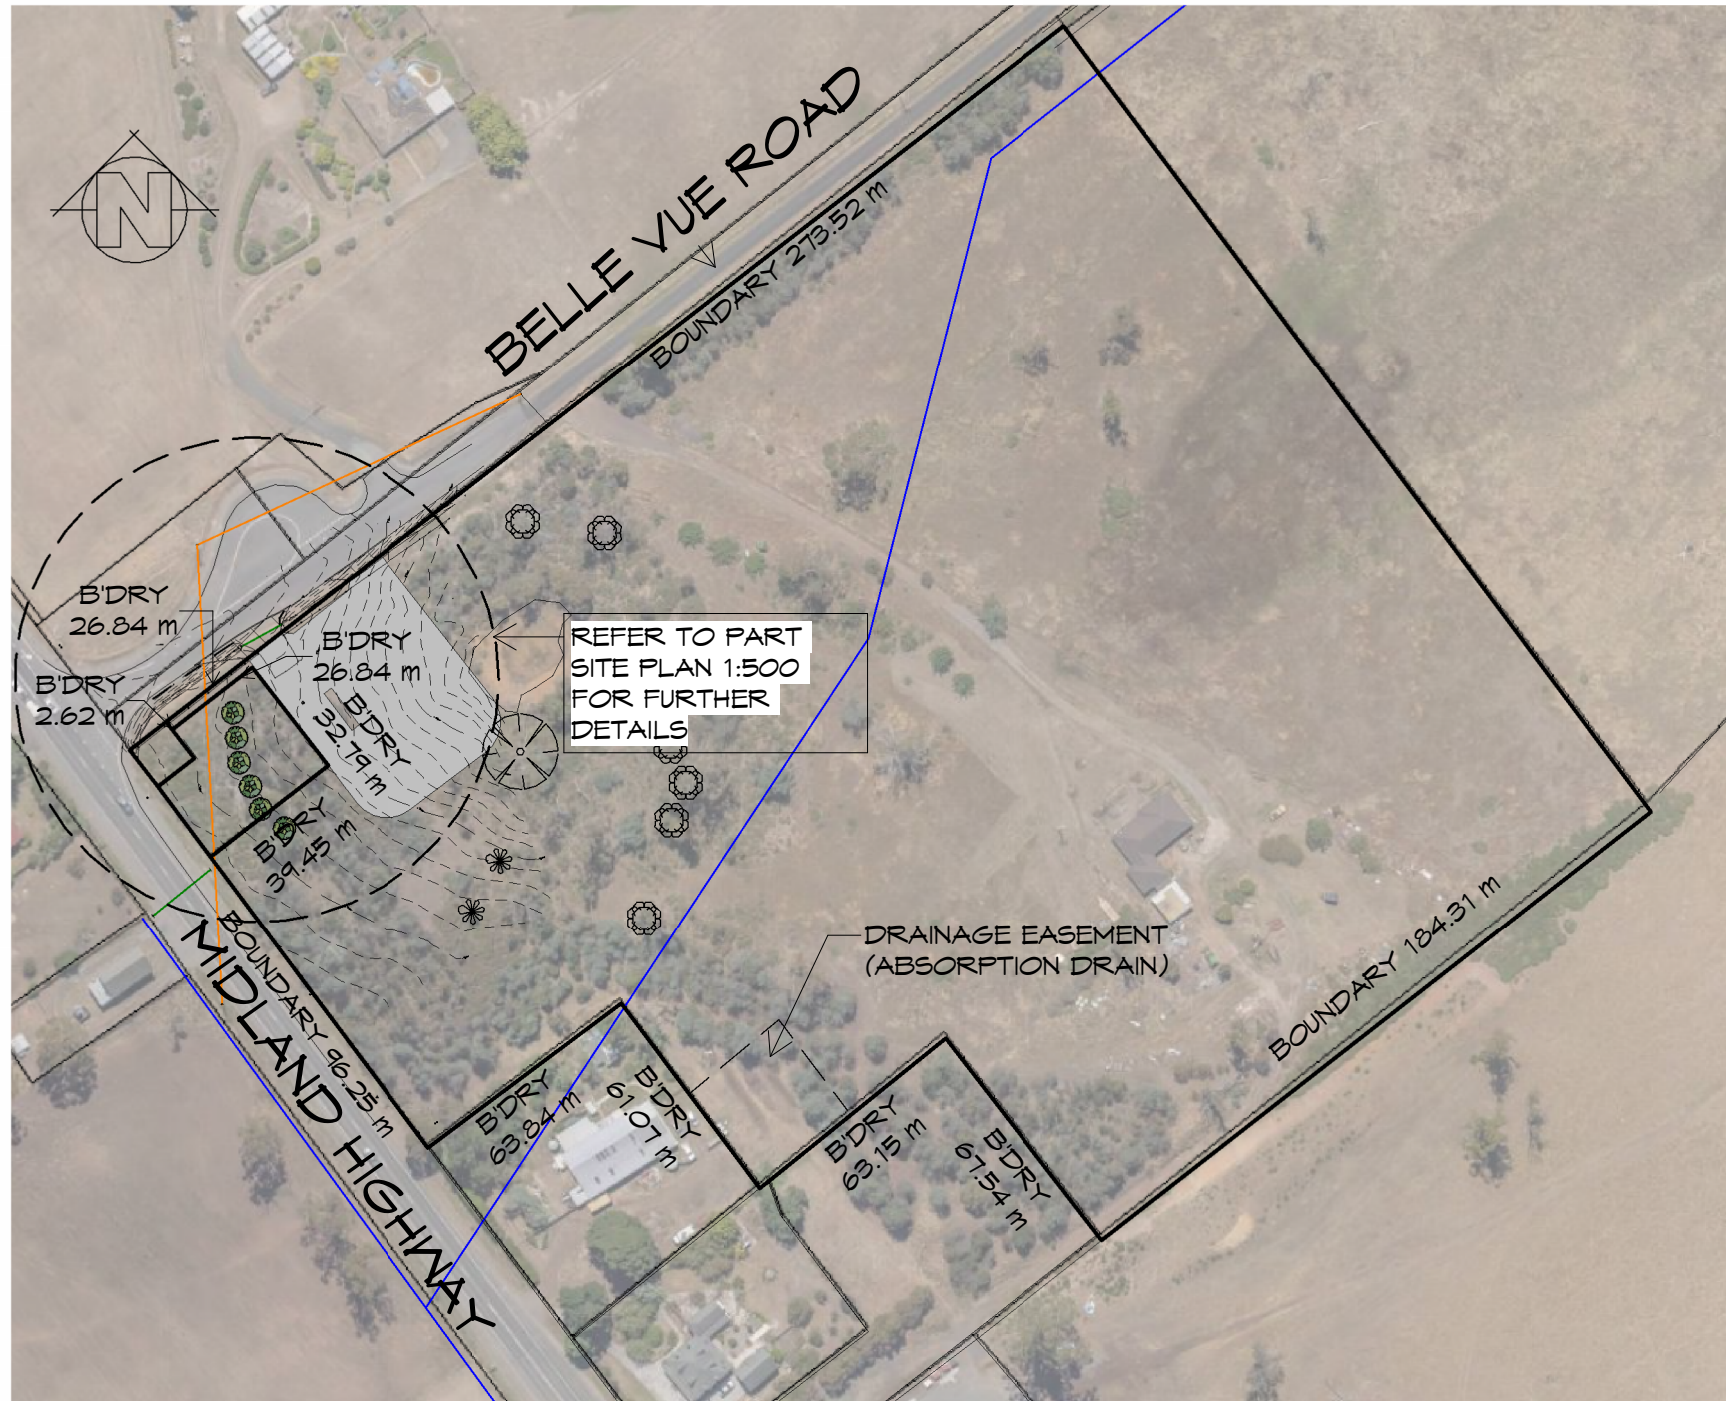 N
BELLE VUE ROAD
BOUNDARY 273.52 m
B'DRY
26.84 m
B'DRY
26.84 m
B'DRY
2.62 m
B'DRY
32.79 m
REFER TO PART
SITE PLAN 1:500
FOR FURTHER
DETAILS
B'DRY
39.45 m
BOUNDARY 96.25 m
MIDLAND HIGHWAY
DRAINAGE EASEMENT
(ABSORPTION DRAIN)
BOUNDARY 184.31 m
B'DRY
63.84 m
B'DRY
61.07 m
B'DRY
63.15 m
B'DRY
67.54 m